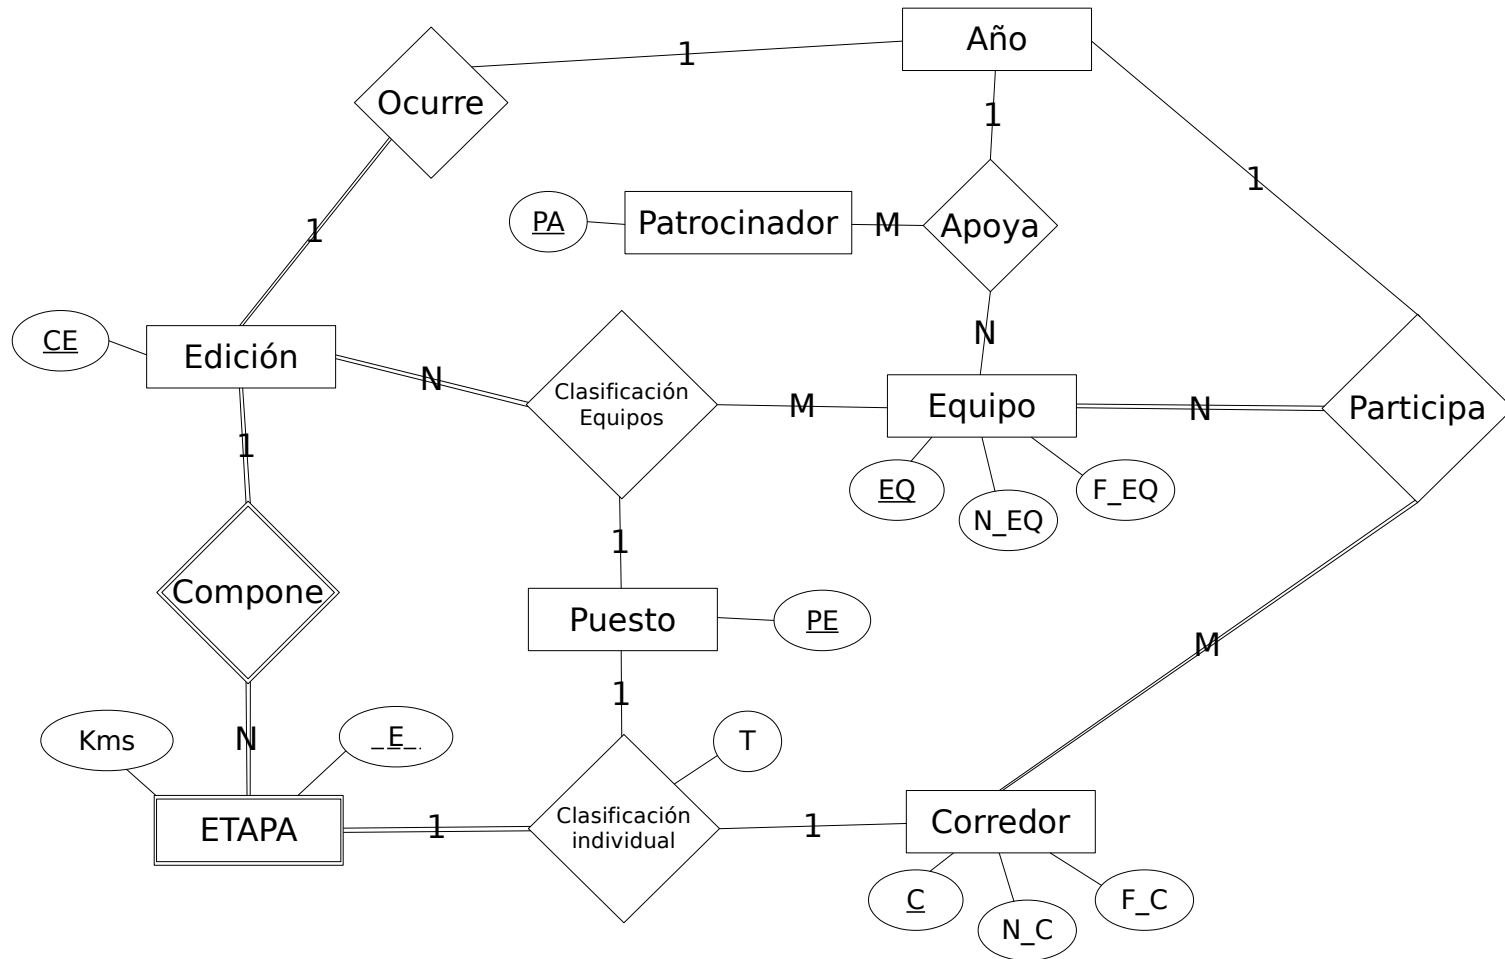 Año
1
Ocurre
1
PA
Patrocinador
M
Apoya
1
1
CE
Edición
N
Clasificación
Equipos
M
N
Equipo
N
Participa
1
EQ
N_EQ
F_EQ
1
Compone
Puesto
PE
M
1
N
Kms
_E_
T
ETAPA
1
Clasificación
individual
1
Corredor
C
N_C
F_C